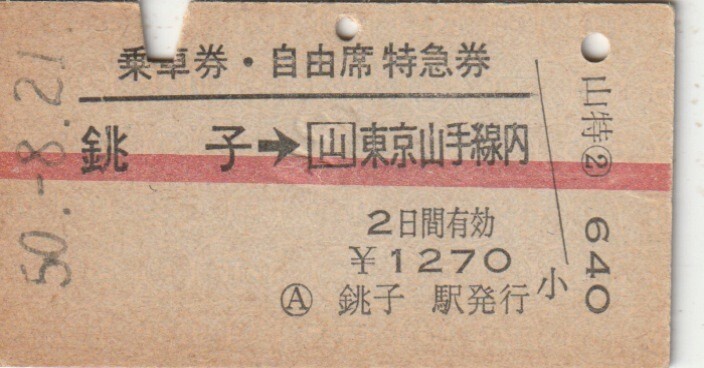 乗車券・自由席特急券
銚子➔山東京山手線内
2日間有効
¥1270
Ⓐ 銚子 駅発行
小
山特② 640
50.-8.21